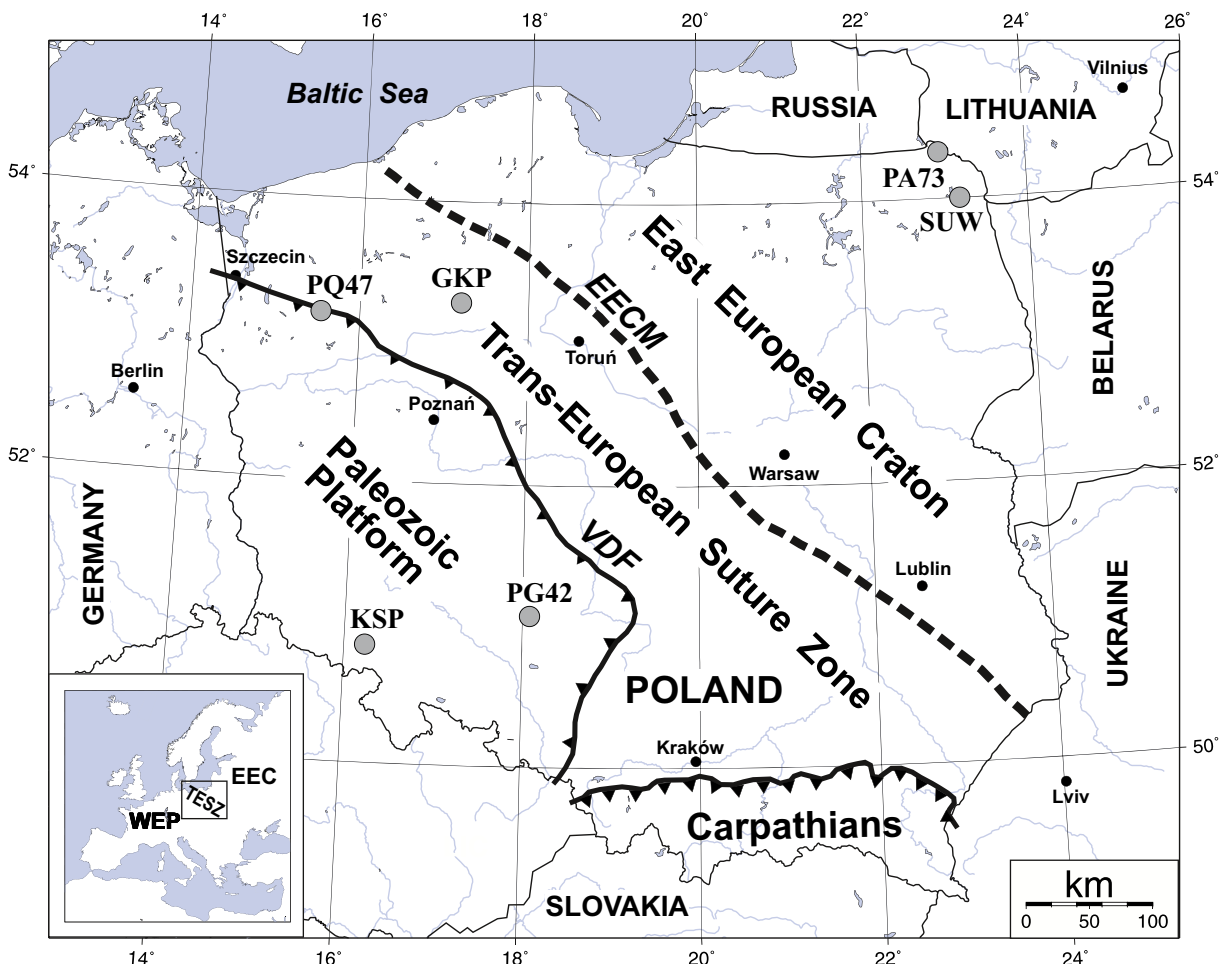 14° 16° 18° 20° 22° 24° 26°
Baltic Sea
Vilnius
RUSSIA
LITHUANIA
54°
54°
PA73
SUW
Szczecin
PQ47
GKP
EECM
East European Craton
BELARUS
Toruń
Berlin
Trans-European Suture Zone
Poznań
52°
52°
Warsaw
Paleozoic
Platform
GERMANY
VDF
Lublin
UKRAINE
PG42
KSP
POLAND
50°
Kraków
Lviv
Carpathians
EEC
TESZ
WEP
SLOVAKIA
km
0 50 100
14° 16° 18° 20° 22° 24°